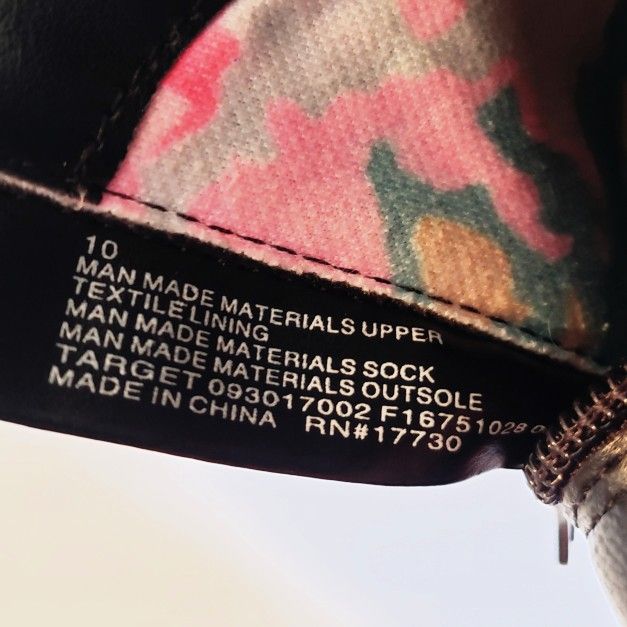 10
MAN MADE MATERIALS UPPER
TEXTILE LINING
MAN MADE MATERIALS SOCK
MAN MADE MATERIALS OUTSOLE
TARGET 093017002 F16751028
MADE IN CHINA RN#17730